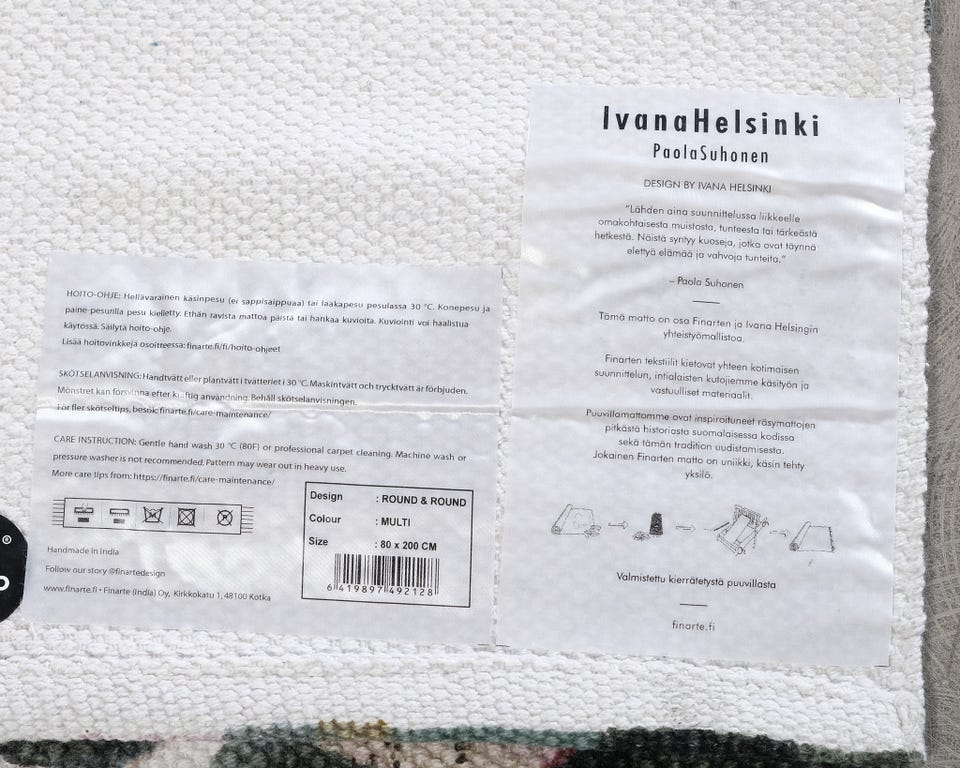 HOITO-OHJE: Hellävarainen käsinpesu (ei sappisaippuaa) tai laakapesu pesulassa 30 °C. Konepesu ja
paine-pesurilla pesu kielletty. Ethän ravista mattoa päistä tai hankaa kuvioita. Kuviointi voi haalistua
käytössä. Säilytä hoito-ohje.
Lisää hoitovinkkejä osoitteessa: finarte.fi/fi/hoito-ohjeet
SKÖTSELANVISNING: Handtvätt eller plantvätt i tvätteriet i 30 °C. Maskintvätt och trycktvätt är förbjuden.
Mönstret kan försvinna efter kraftig användning. Behåll skötselanvisningen.
För fler skötseltips, besök: finarte.fi/care-maintenance/
CARE INSTRUCTION: Gentle hand wash 30 °C (80F) or professional carpet cleaning. Machine wash or
pressure washer is not recommended. Pattern may wear out in heavy use.
More care tips from: https://finarte.fi/care-maintenance/
Handmade in India
Follow our story @finartedesign
www.finarte.fi • Finarte (India) Oy, Kirkkokatu 1, 48100 Kotka
Design : ROUND & ROUND
Colour : MULTI
Size : 80 x 200 CM
6 419897 492128
®
IvanaHelsinki
PaolaSuhonen
DESIGN BY IVANA HELSINKI
"Lähden aina suunnittelussa liikkeelle
omakohtaisesta muistosta, tunteesta tai tärkeästä
hetkestä. Näistä syntyy kuoseja, jotka ovat täynnä
elettyä elämää ja vahvoja tunteita."
– Paola Suhonen
Tämä matto on osa Finarten ja Ivana Helsingin
yhteistyömallistoa.
Finarten tekstiilit kietovat yhteen kotimaisen
suunnittelun, intialaisten kutojiemme käsityön ja
vastuulliset materiaalit.
Puuvillamattomme ovat inspiroituneet räsymattojen
pitkästä historiasta suomalaisessa kodissa
sekä tämän tradition uudistamisesta.
Jokainen Finarten matto on uniikki, käsin tehty
yksilö.
Valmistettu kierrätetystä puuvillasta
finarte.fi